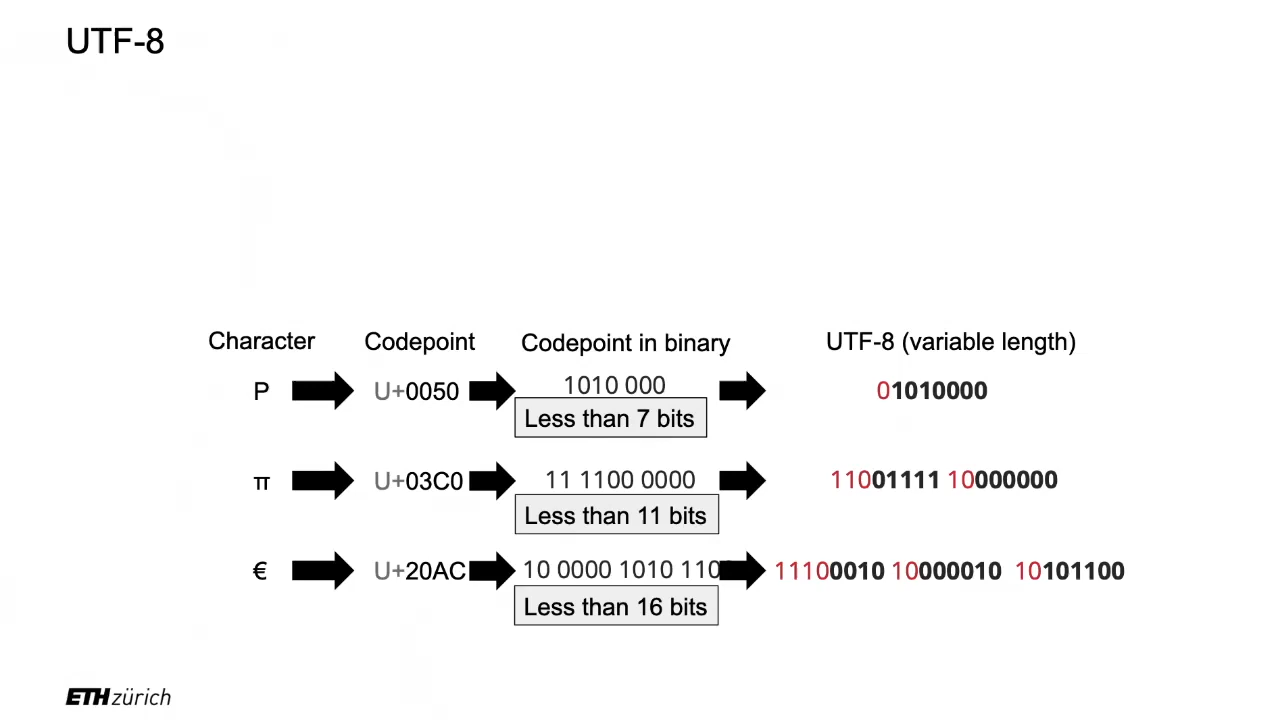 UTF-8
Character Codepoint Codepoint in binary UTF-8 (variable length)
P U+0050 1010 000 01010000
Less than 7 bits
π U+03C0 11 1100 0000 11001111 10000000
Less than 11 bits
€ U+20AC 10 0000 1010 110 11100010 10000010 10101100
Less than 16 bits
ETH zürich